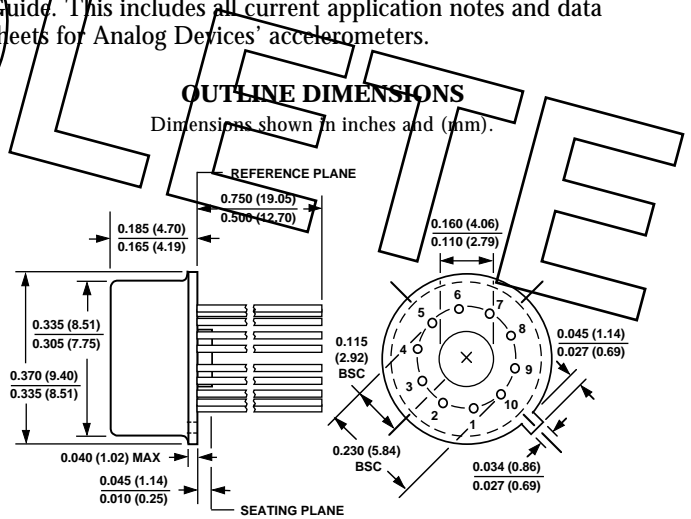 Guide. This includes all current application notes and data
heets for Analog Devices' accelerometers.
OUTLINE DIMENSIONS
Dimensions shown in inches and (mm).
LETE
REFERENCE PLANE
0.750 (19.05)
0.500 (12.70)
0.185 (4.70)
0.165 (4.19)
0.160 (4.06)
0.110 (2.79)
0.335 (8.51)
0.305 (7.75)
0.370 (9.40)
0.335 (8.51)
0.115
(2.92)
BSC
0.045 (1.14)
0.027 (0.69)
1
2
3
4
5
6
7
8
9
10
0.040 (1.02) MAX
0.230 (5.84)
BSC
0.045 (1.14)
0.010 (0.25)
0.034 (0.86)
0.027 (0.69)
SEATING PLANE